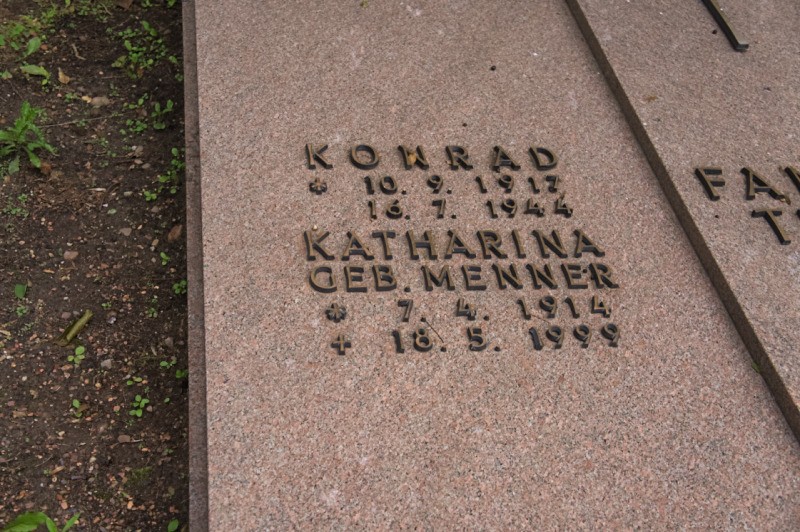 KONRAD
* 10. 9. 1917
16. 7. 1944
KATHARINA
GEB. MENNER
* 7. 4. 1914
+ 18. 5. 1999